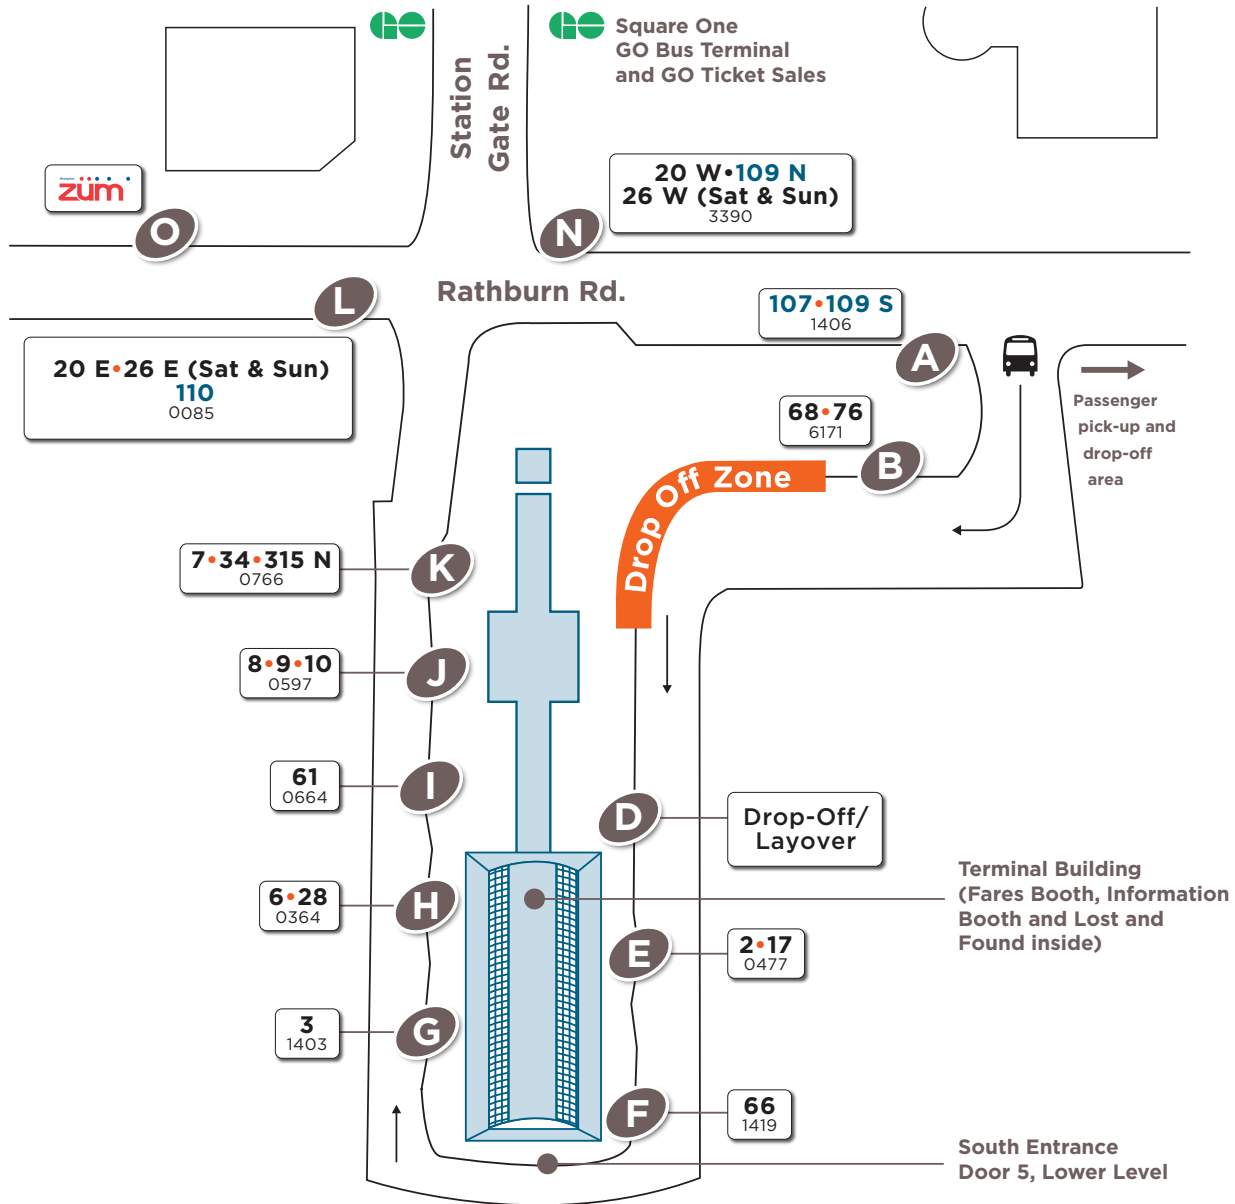 GO
GO
Square One
GO Bus Terminal
and GO Ticket Sales
Station
Gate Rd.
züm
O
N
20 W•109 N
26 W (Sat & Sun)
3390
L
Rathburn Rd.
107•109 S
1406
A
20 E•26 E (Sat & Sun)
110
0085
Passenger
pick-up and
drop-off
area
68•76
6171
B
Drop Off Zone
7•34•315 N
0766
K
8•9•10
0597
J
61
0664
I
D
Drop-Off/
Layover
Terminal Building
(Fares Booth, Information
Booth and Lost and
Found inside)
6•28
0364
H
E
2•17
0477
3
1403
G
F
66
1419
South Entrance
Door 5, Lower Level